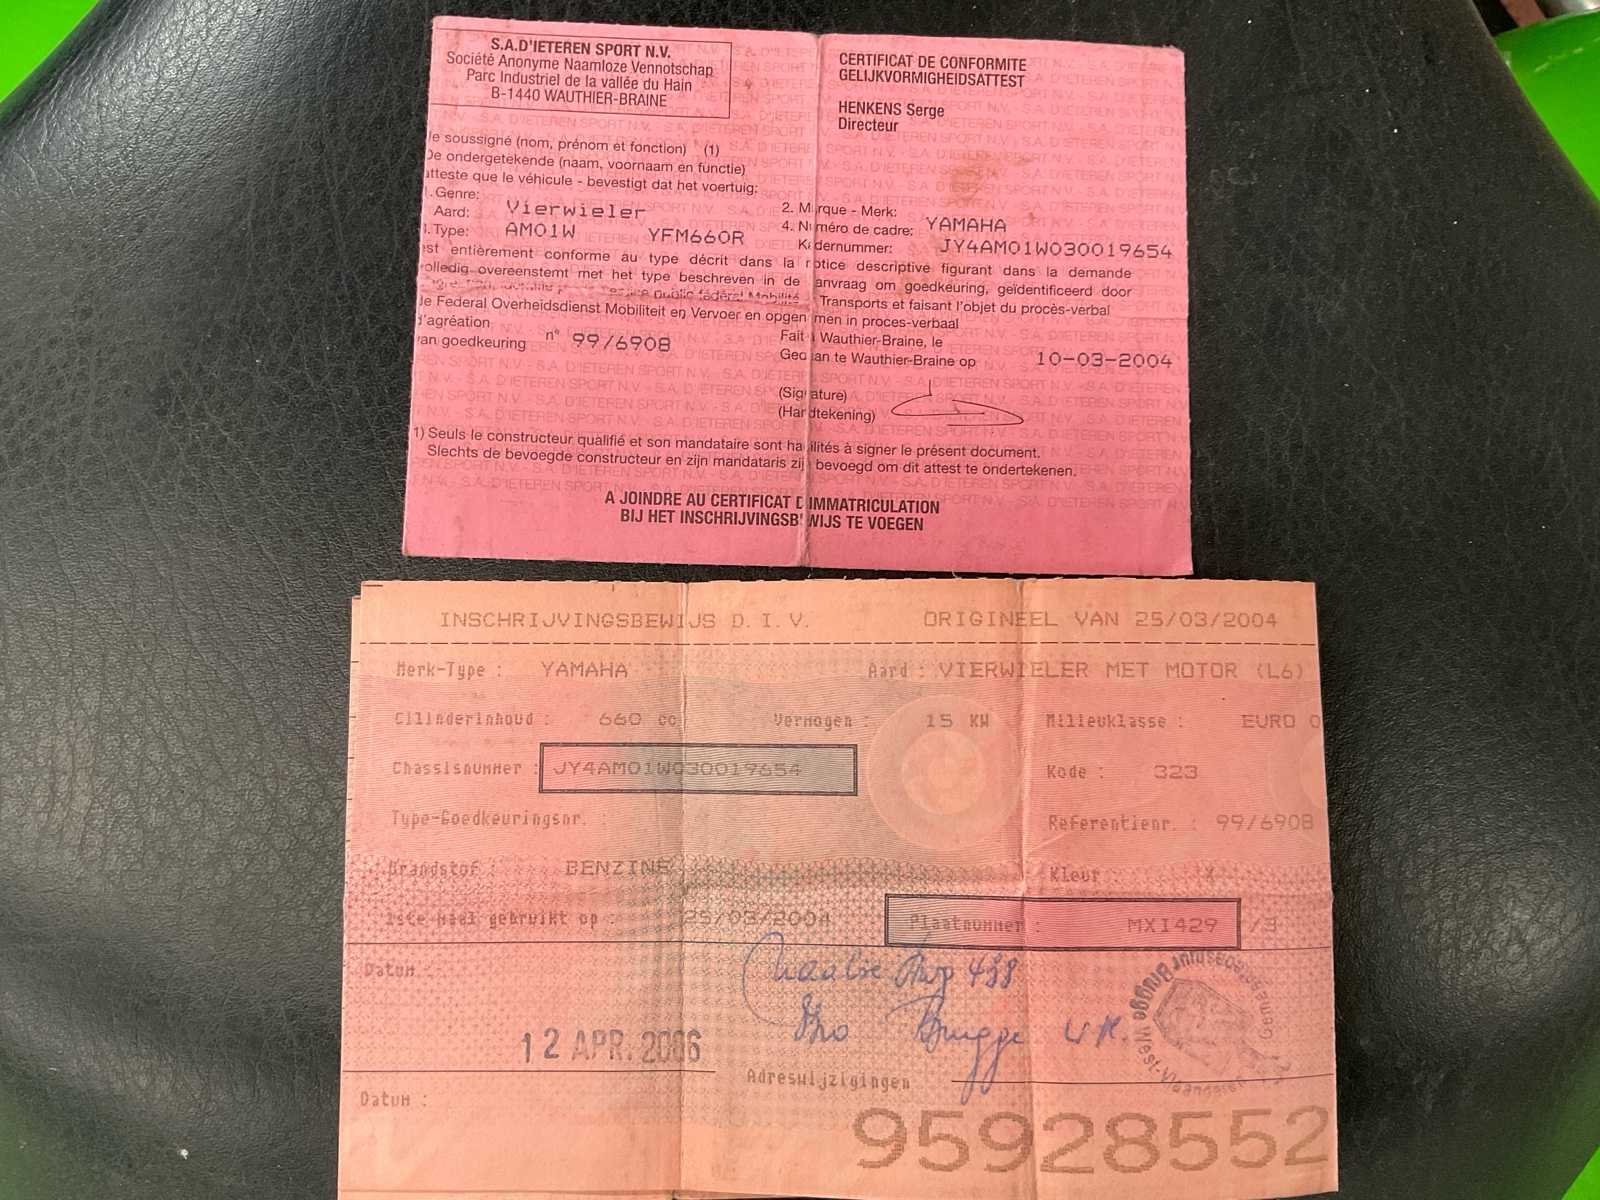 S.A.D'IETEREN SPORT N.V.
Société Anonyme Naamloze Vennotschap
Parc Industriel de la vallée du Hain
B-1440 WAUTHIER-BRAINE
CERTIFICAT DE CONFORMITE
GELIJKVORMIGHEIDSATTEST
HENKENS Serge
Directeur
le soussigné (nom, prénom et fonction) (1)
De ondergetekende (naam, voornaam en functie)
atteste que le véhicule - bevestigt dat het voertuig:
1. Genre:
Aard: Vierwieler
2. Marque - Merk: YAMAHA
Type: AM01W YFM660R
4. Numéro de cadre:
Kadernummer: JY4AM01W030019654
est entièrement conforme au type décrit dans la notice descriptive figurant dans la demande
volledig overeenstemt met het type beschreven in de aanvraag om goedkeuring, geïdentificeerd door
public fédéral Mobilité Transports et faisant l'objet du procès-verbal
de Federal Overheidsdienst Mobiliteit en Vervoer en opgenomen in proces-verbaal
d'agréation
van goedkeuring n° 99/6908
Fait à Wauthier-Braine, le
Gedaan te Wauthier-Braine op 10-03-2004
(Signature)
(Handtekening)
1) Seuls le constructeur qualifié et son mandataire sont habilités à signer le présent document.
Slechts de bevoegde constructeur en zijn mandataris zijn bevoegd om dit attest te ondertekenen.
A JOINDRE AU CERTIFICAT D'IMMATRICULATION
BIJ HET INSCHRIJVINGSBEWIJS TE VOEGEN
INSCHRIJVINGSBEWIJS D.I.V. ORIGINEEL VAN 25/03/2004
Merk-Type : YAMAHA Aard : VIERWIELER MET MOTOR (L6)
Cilinderinhoud : 660 cc Vermogen : 15 KW Milieuklasse : EURO 0
Chassisnummer : JY4AM01W030019654 Kode : 323
Type-Goedkeuringsnr. : Referentienr. : 99/6908
Brandstof : BENZINE Kleur : X
1ste maal gebruikt op : 25/03/2004 Plaatnummer : MXI429 /3
Datum :
488
Brugge
Gemeentebestuur Brugge West-Vlaanderen
12 APR. 2006
Adreswijzigingen
Datum :
95928552